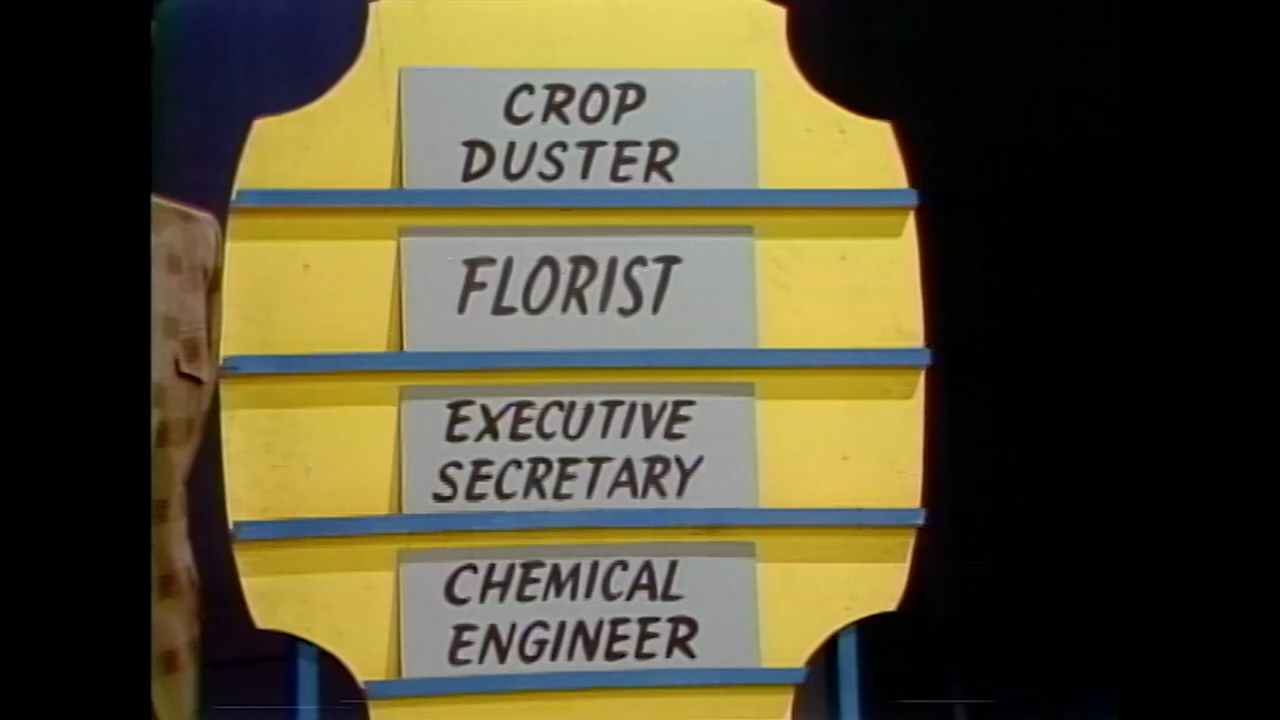 CROP
DUSTER
FLORIST
EXECUTIVE
SECRETARY
CHEMICAL
ENGINEER